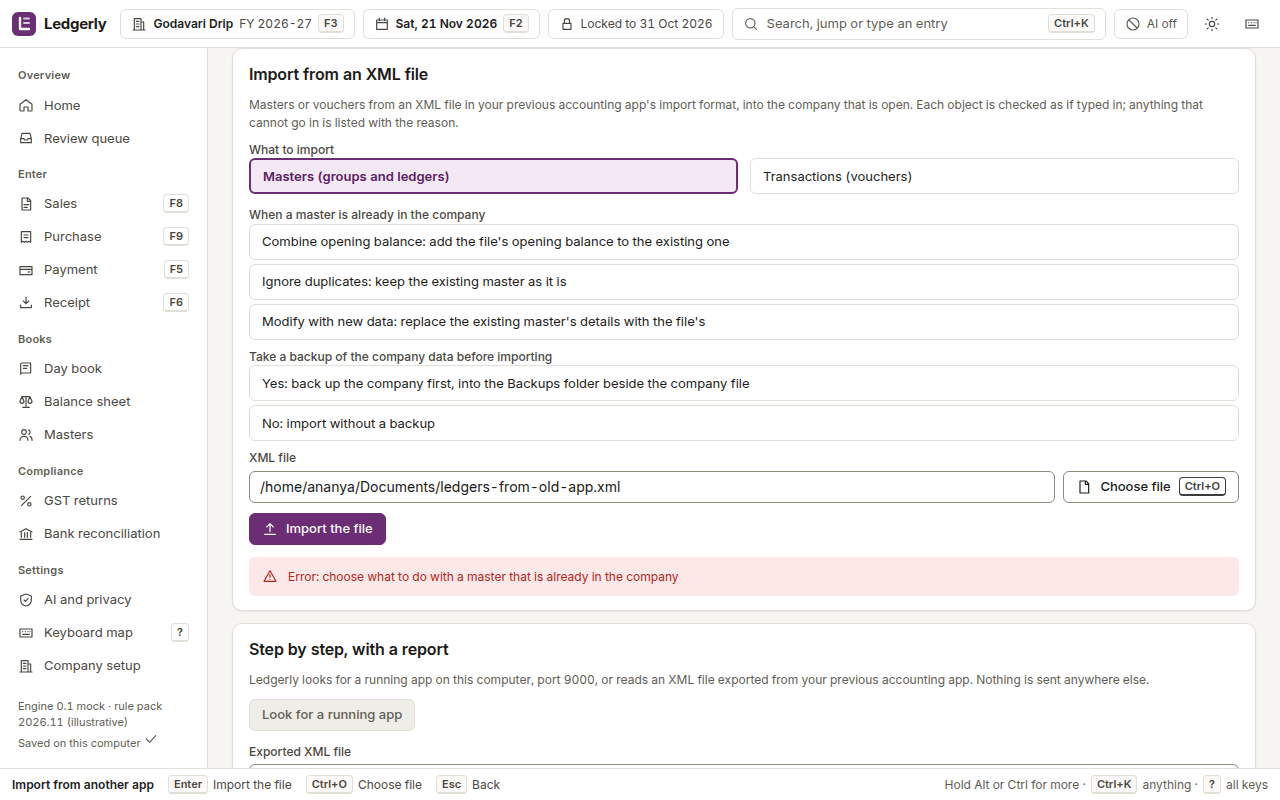 Ledgerly
Godavari Drip FY 2026-27 F3
Sat, 21 Nov 2026 F2
Locked to 31 Oct 2026
Search, jump or type an entry Ctrl+K
AI off
Overview
Home
Review queue
Enter
Sales F8
Purchase F9
Payment F5
Receipt F6
Books
Day book
Balance sheet
Masters
Compliance
GST returns
Bank reconciliation
Settings
AI and privacy
Keyboard map ?
Company setup
Engine 0.1 mock · rule pack
2026.11 (illustrative)
Saved on this computer
Import from an XML file
Masters or vouchers from an XML file in your previous accounting app's import format, into the company that is open. Each object is checked as if typed in; anything that
cannot go in is listed with the reason.
What to import
Masters (groups and ledgers)
Transactions (vouchers)
When a master is already in the company
Combine opening balance: add the file's opening balance to the existing one
Ignore duplicates: keep the existing master as it is
Modify with new data: replace the existing master's details with the file's
Take a backup of the company data before importing
Yes: back up the company first, into the Backups folder beside the company file
No: import without a backup
XML file
/home/ananya/Documents/ledgers-from-old-app.xml
Choose file Ctrl+O
Import the file
Error: choose what to do with a master that is already in the company
Step by step, with a report
Ledgerly looks for a running app on this computer, port 9000, or reads an XML file exported from your previous accounting app. Nothing is sent anywhere else.
Look for a running app
Exported XML file
Import from another app Enter Import the file Ctrl+O Choose file Esc Back
Hold Alt or Ctrl for more · Ctrl+K anything · ? all keys